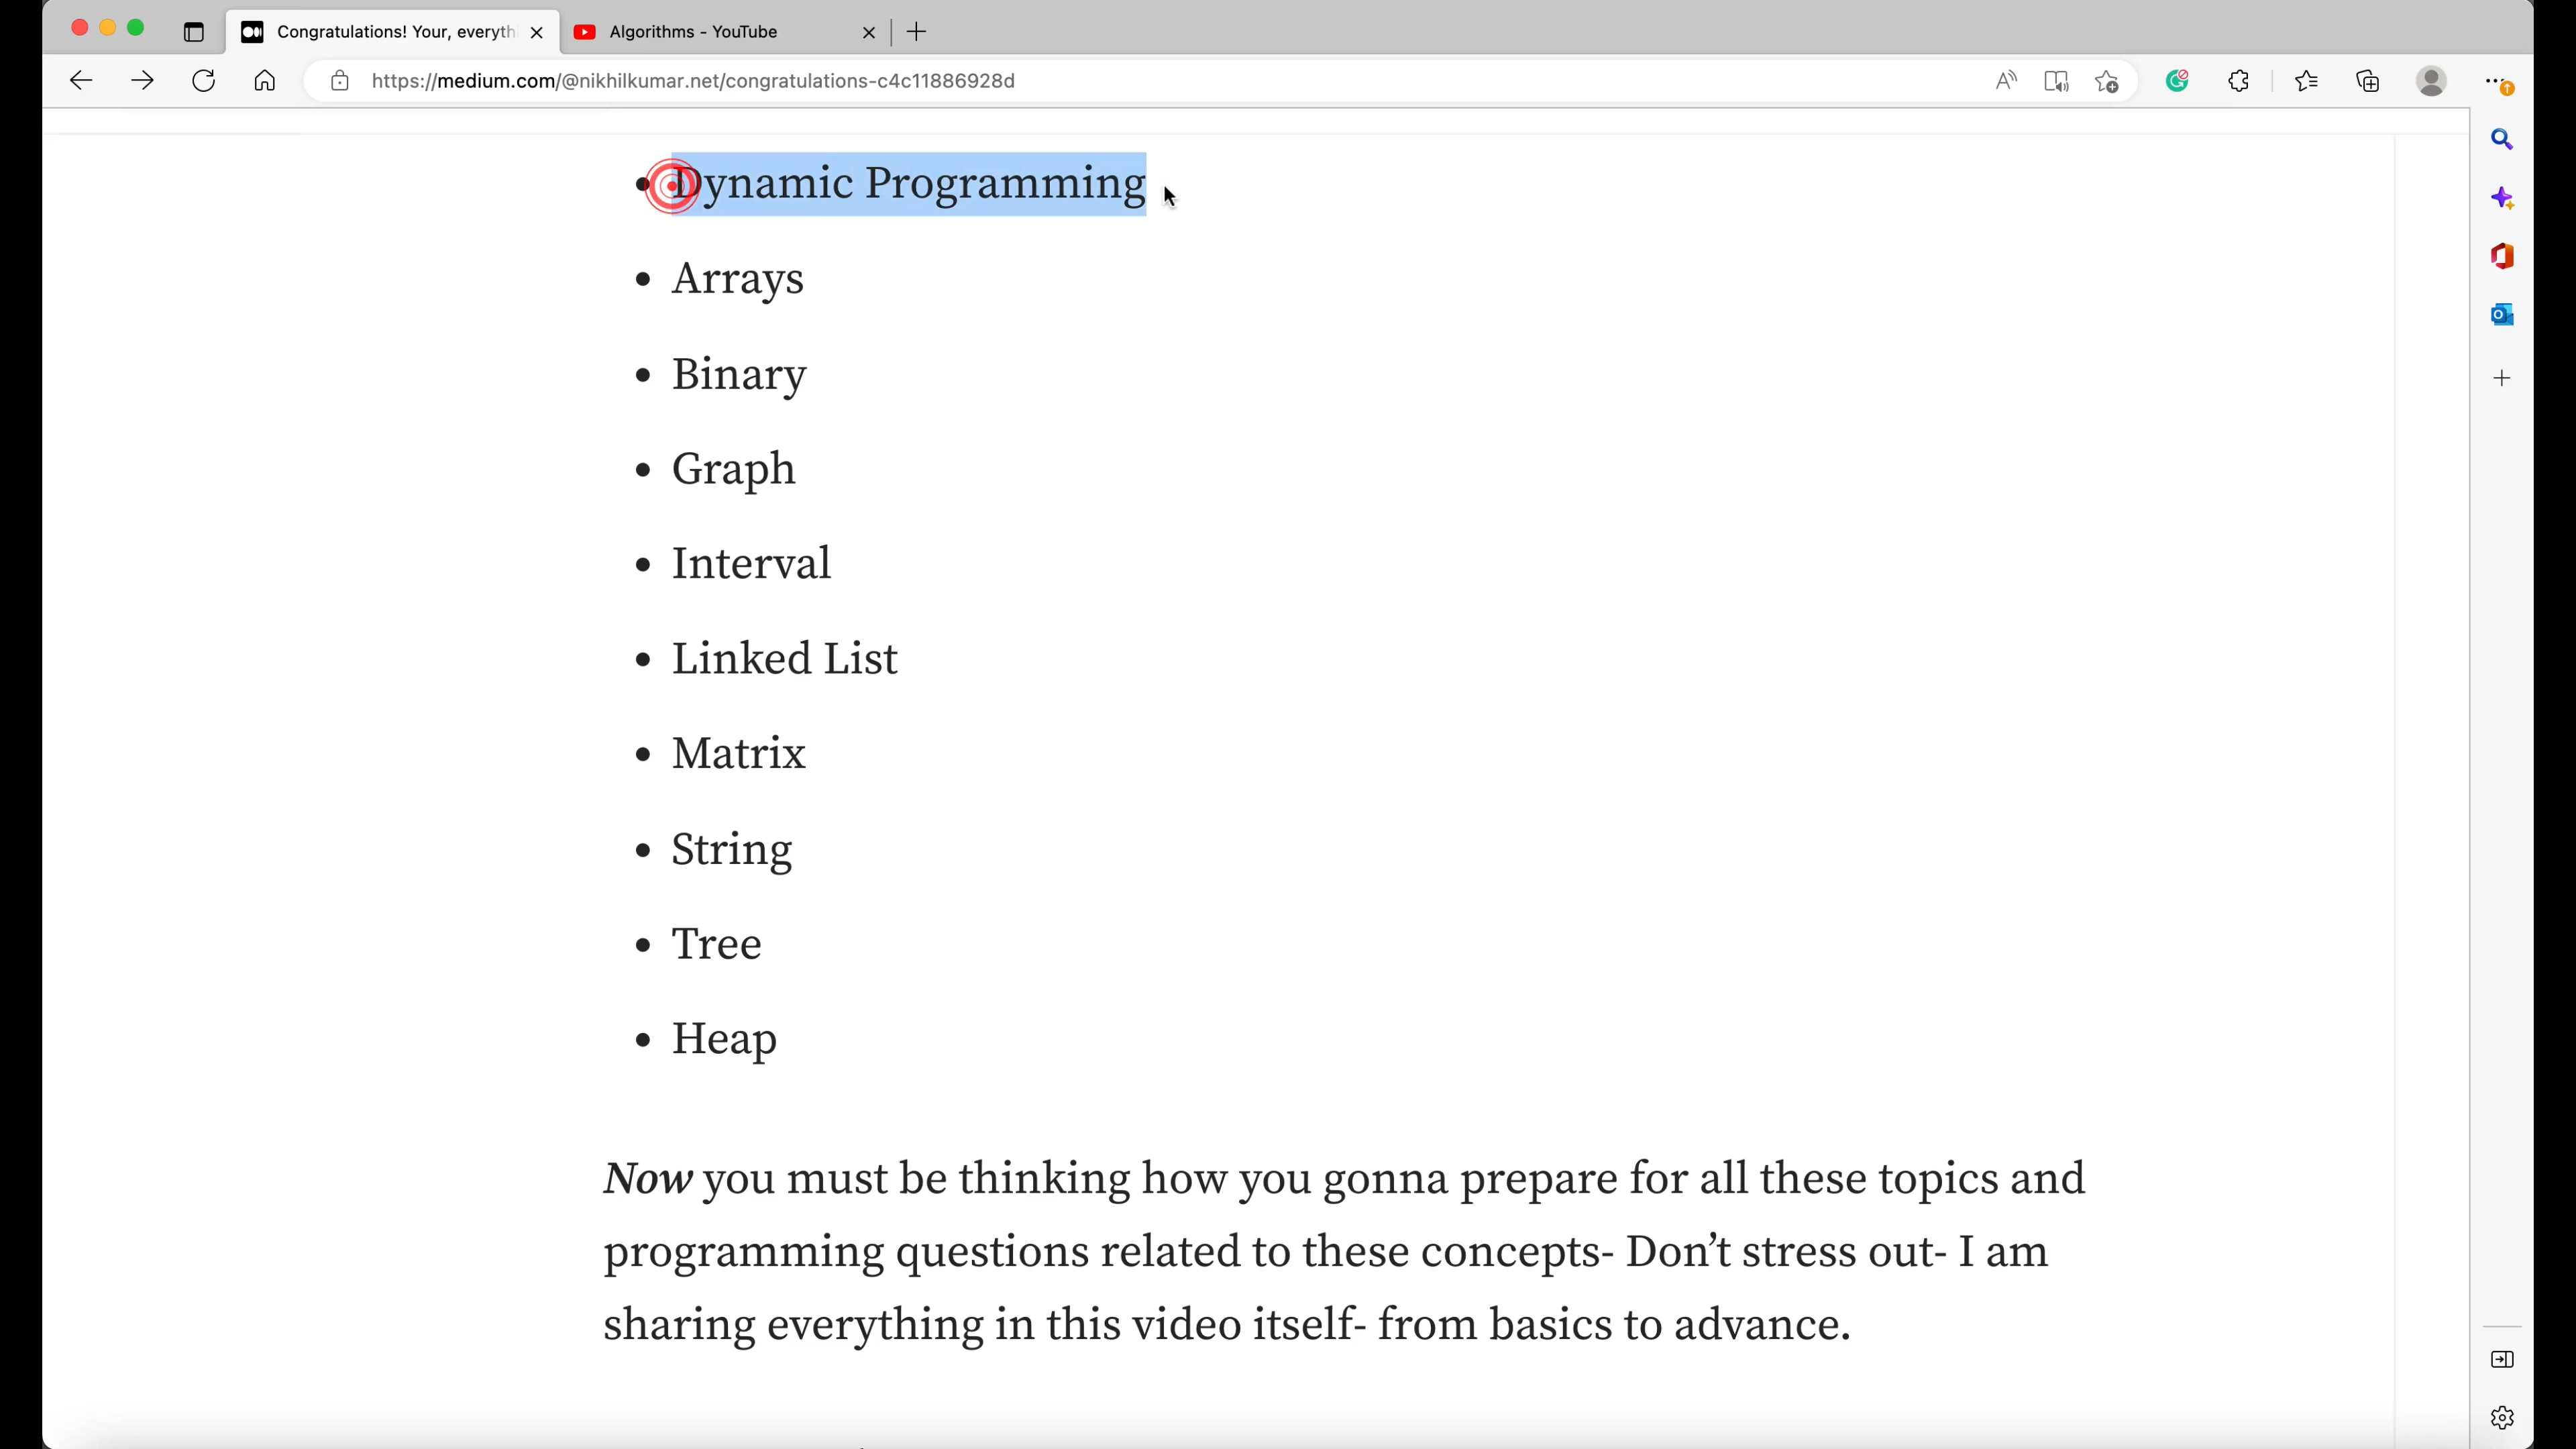 Congratulations! Your, everyth
Algorithms - YouTube
https://medium.com/@nikhilkumar.net/congratulations-c4c11886928d
• Dynamic Programming
• Arrays
• Binary
• Graph
• Interval
• Linked List
• Matrix
• String
• Tree
• Heap
Now you must be thinking how you gonna prepare for all these topics and
programming questions related to these concepts- Don’t stress out- I am
sharing everything in this video itself- from basics to advance.